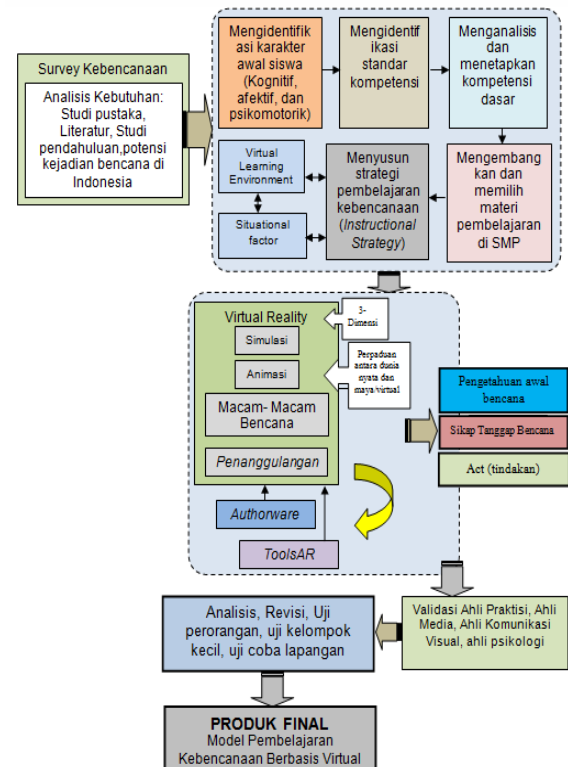 Survey Kebencanaan
Analisis Kebutuhan:
Studi pustaka,
Literatur, Studi
pendahuluan,potensi
kejadian bencana di
Indonesia
Mengidentifik
asi karakter
awal siswa
(Kognitif,
afektif, dan
psikomotorik)
Mengidentif
ikasi
standar
kompetensi
Menganalisis
dan
menetapkan
kompetensi
dasar
Virtual
Learning
Environment
Situational
factor
Menyusun
strategi
pembelajaran
kebencanaan
(Instructional
Strategy)
Mengembang
kan dan
memilih
materi
pembelajaran
di SMP
Virtual Reality
Simulasi
Animasi
Macam- Macam
Bencana
Penanggulangan
3-
Dimensi
Perpaduan
antara dunia
nyata dan
maya/virtual
Authorware
ToolsAR
Pengetahuan awal
bencana
Sikap Tanggap Bencana
Act (tindakan)
Analisis, Revisi, Uji
perorangan, uji kelompok
kecil, uji coba lapangan
Validasi Ahli Praktisi, Ahli
Media, Ahli Komunikasi
Visual, ahli psikologi
PRODUK FINAL
Model Pembelajaran
Kebencanaan Berbasis Virtual